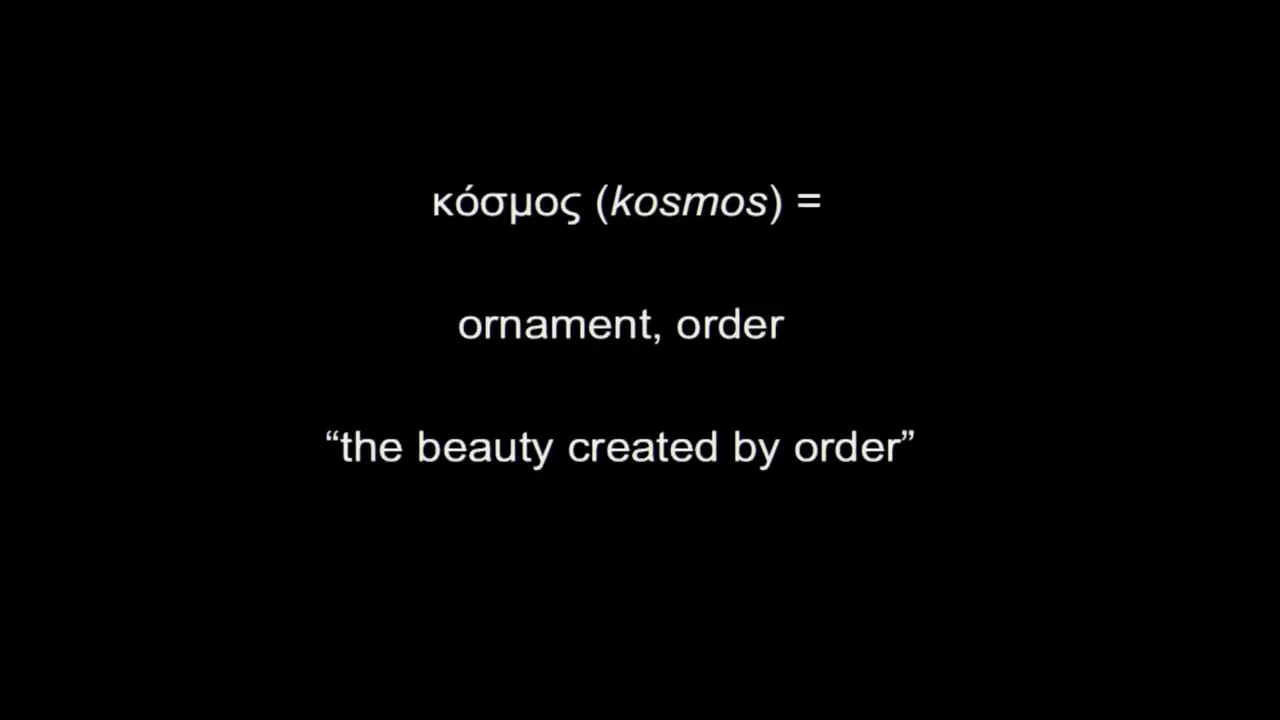 κόσμος (kosmos) =
ornament, order
“the beauty created by order”